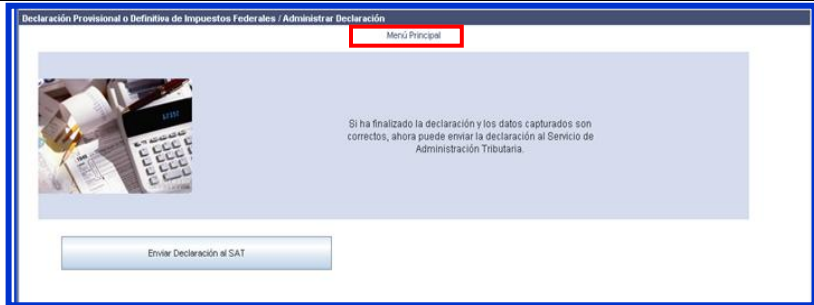 Declaración Provisional o Definitiva de Impuestos Federales / Administrar Declaración
Menú Principal
Si ha finalizado la declaración y los datos capturados son
correctos, ahora puede enviar la declaración al Servicio de
Administración Tributaria.
Enviar Declaración al SAT